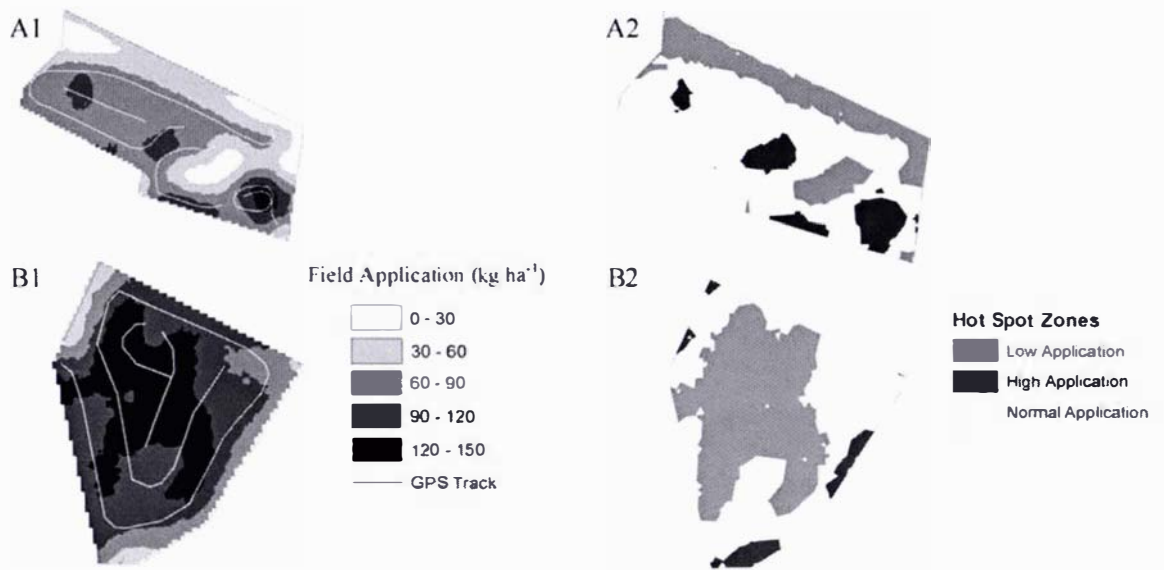 A1
A2
B1
Field Application (kg ha⁻¹)
0 - 30
30 - 60
60 - 90
90 - 120
120 - 150
GPS Track
B2
Hot Spot Zones
Low Application
High Application
Normal Application